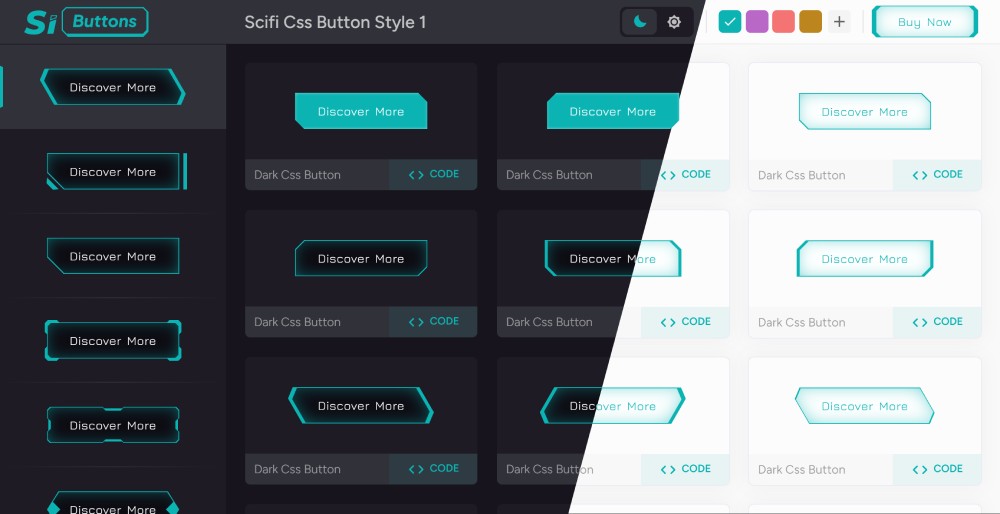 Si Buttons
Scifi Css Button Style 1
Buy Now
Discover More
Discover More
Discover More
Discover More
Discover More
Discover More
Discover More
Discover More
Discover More
Dark Css Button
CODE
Dark Css Button
CODE
Dark Css Button
CODE
Discover More
Discover More
Discover More
Dark Css Button
CODE
Dark Css Button
CODE
Dark Css Button
CODE
Discover More
Discover More
Discover More
Dark Css Button
CODE
Dark Css Button
CODE
Dark Css Button
CODE